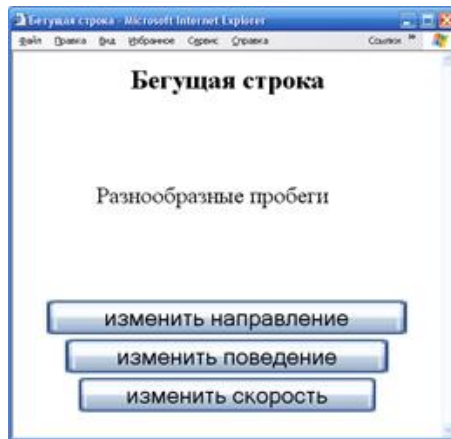 Бегущая строка - Microsoft Internet Explorer
Файл Правка Вид Избранное Сервис Справка Ссылки »
Бегущая строка
Разнообразные пробеги
изменить направление
изменить поведение
изменить скорость